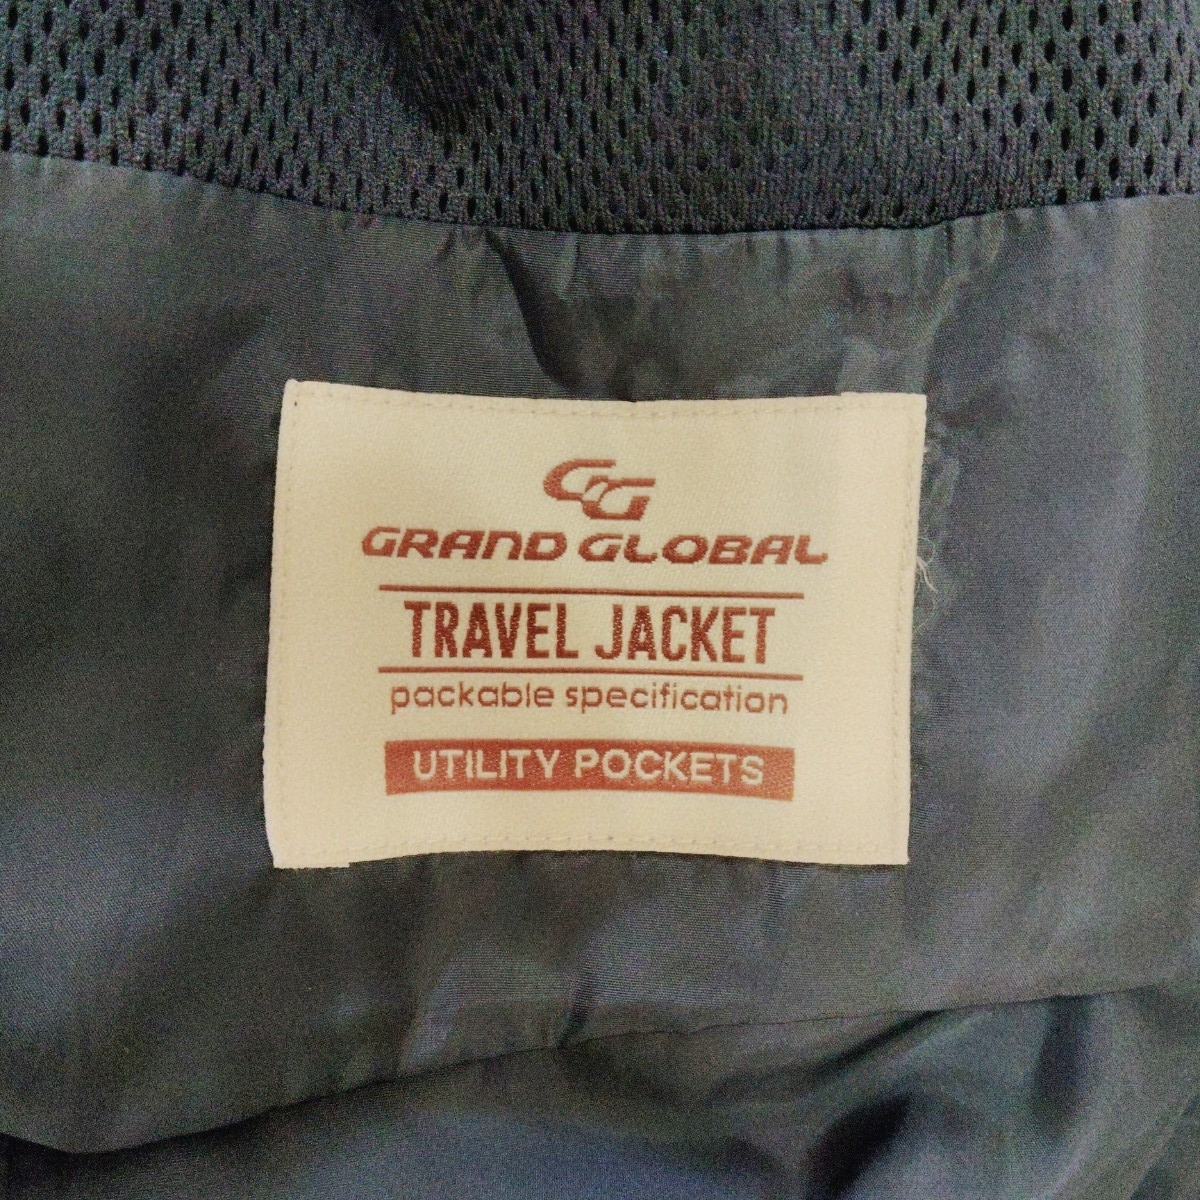 GG
GRAND GLOBAL
TRAVEL JACKET
packable specification
UTILITY POCKETS